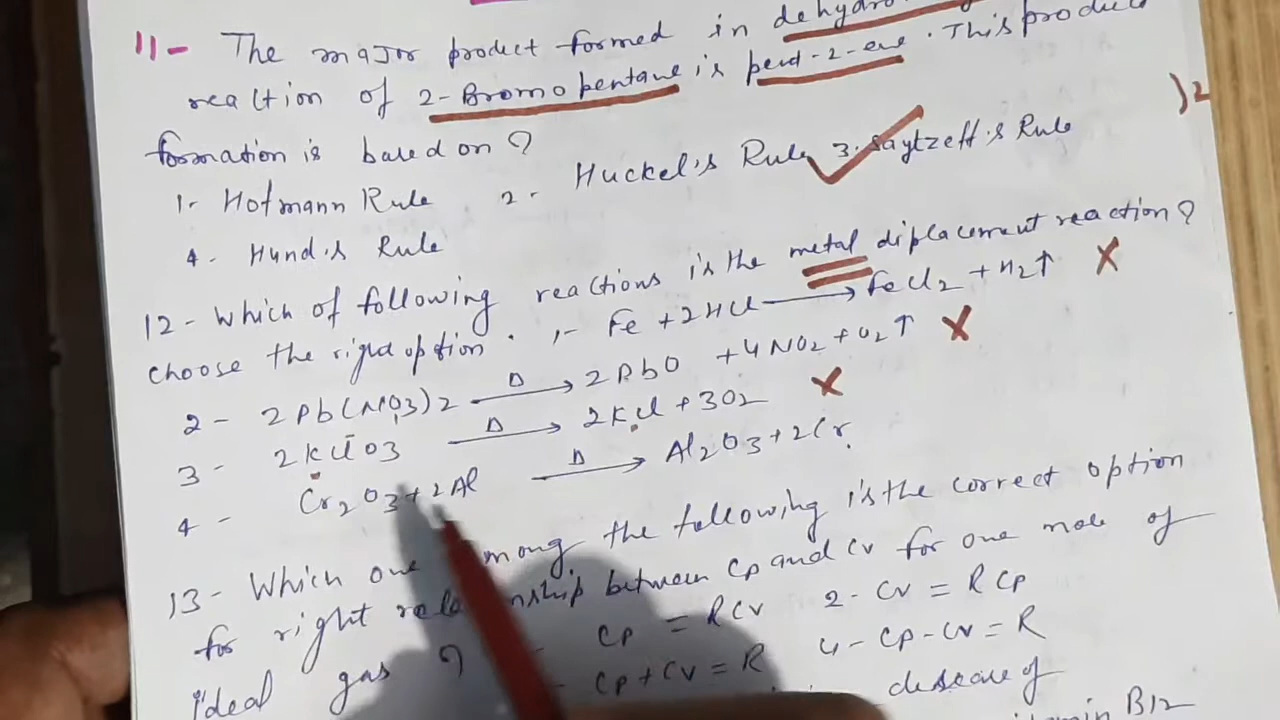 11- The major product formed in dehydro
reaction of 2-Bromopentane is pent-2-ene. This product
formation is based on?
1- Hofmann Rule 2- Huckel's Rule 3. Saytzeff's Rule
4- Hund's Rule
12- Which of following reactions is the metal diplacement reaction?
choose the right option. 1- Fe + 2HCl ⟶ FeCl2 + H2↑ X
2- 2Pb(NO3)2 Δ⟶ 2PbO + 4NO2 + O2↑ X
3- 2KClO3 Δ⟶ 2KCl + 3O2 X
4- Cr2O3 + 2Al Δ⟶ Al2O3 + 2Cr
13- Which one among the following is the correct option
for right relationship between Cp and Cv for one mole of
ideal gas? Cp = RCv 2- Cv = RCp
Cp+Cv = R 4- Cp-Cv = R
desease of
vitamin B12